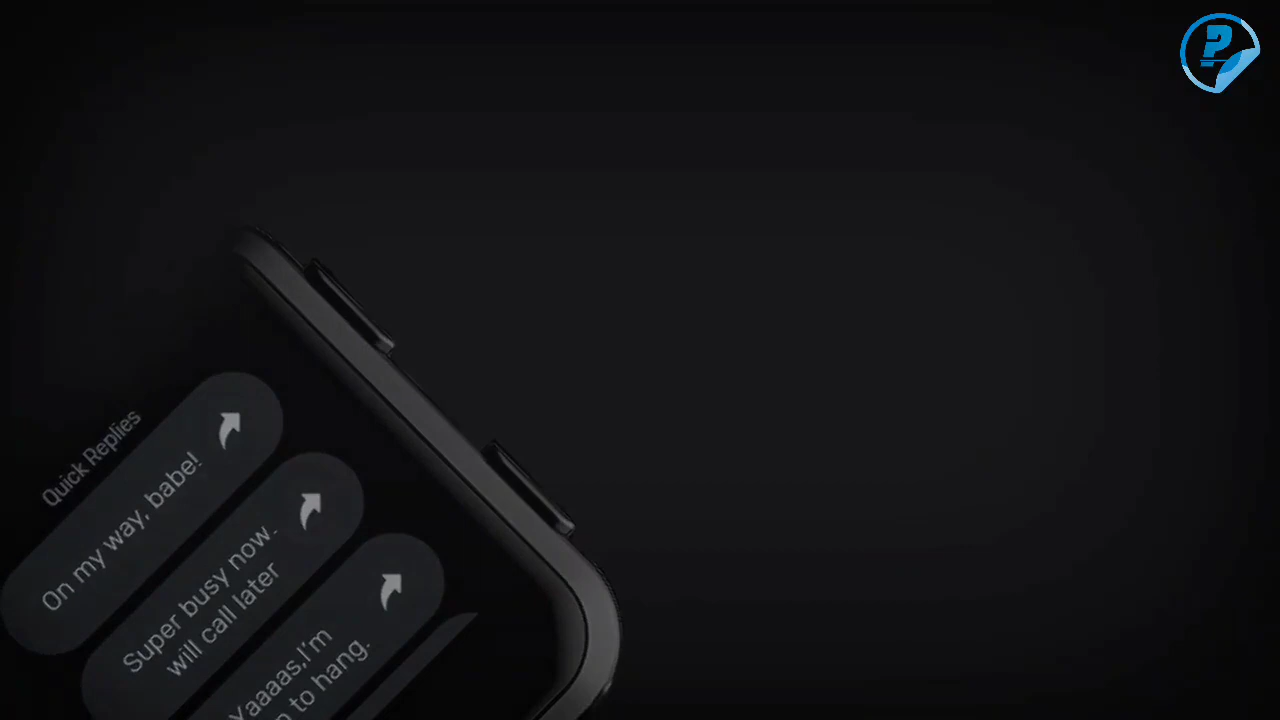 Quick Replies
On my way, babe!
Super busy now.
will call later
Yaaaas,I'm
to hang.